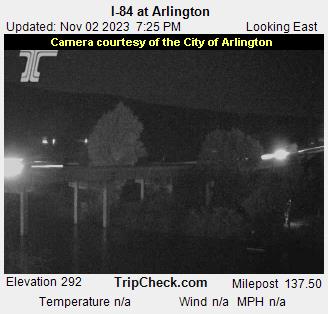 I-84 at Arlington
Updated: Nov 02 2023 7:25 PM Looking East
Camera courtesy of the City of Arlington
Elevation 292 TripCheck.com Milepost 137.50
Temperature n/a Wind n/a MPH n/a